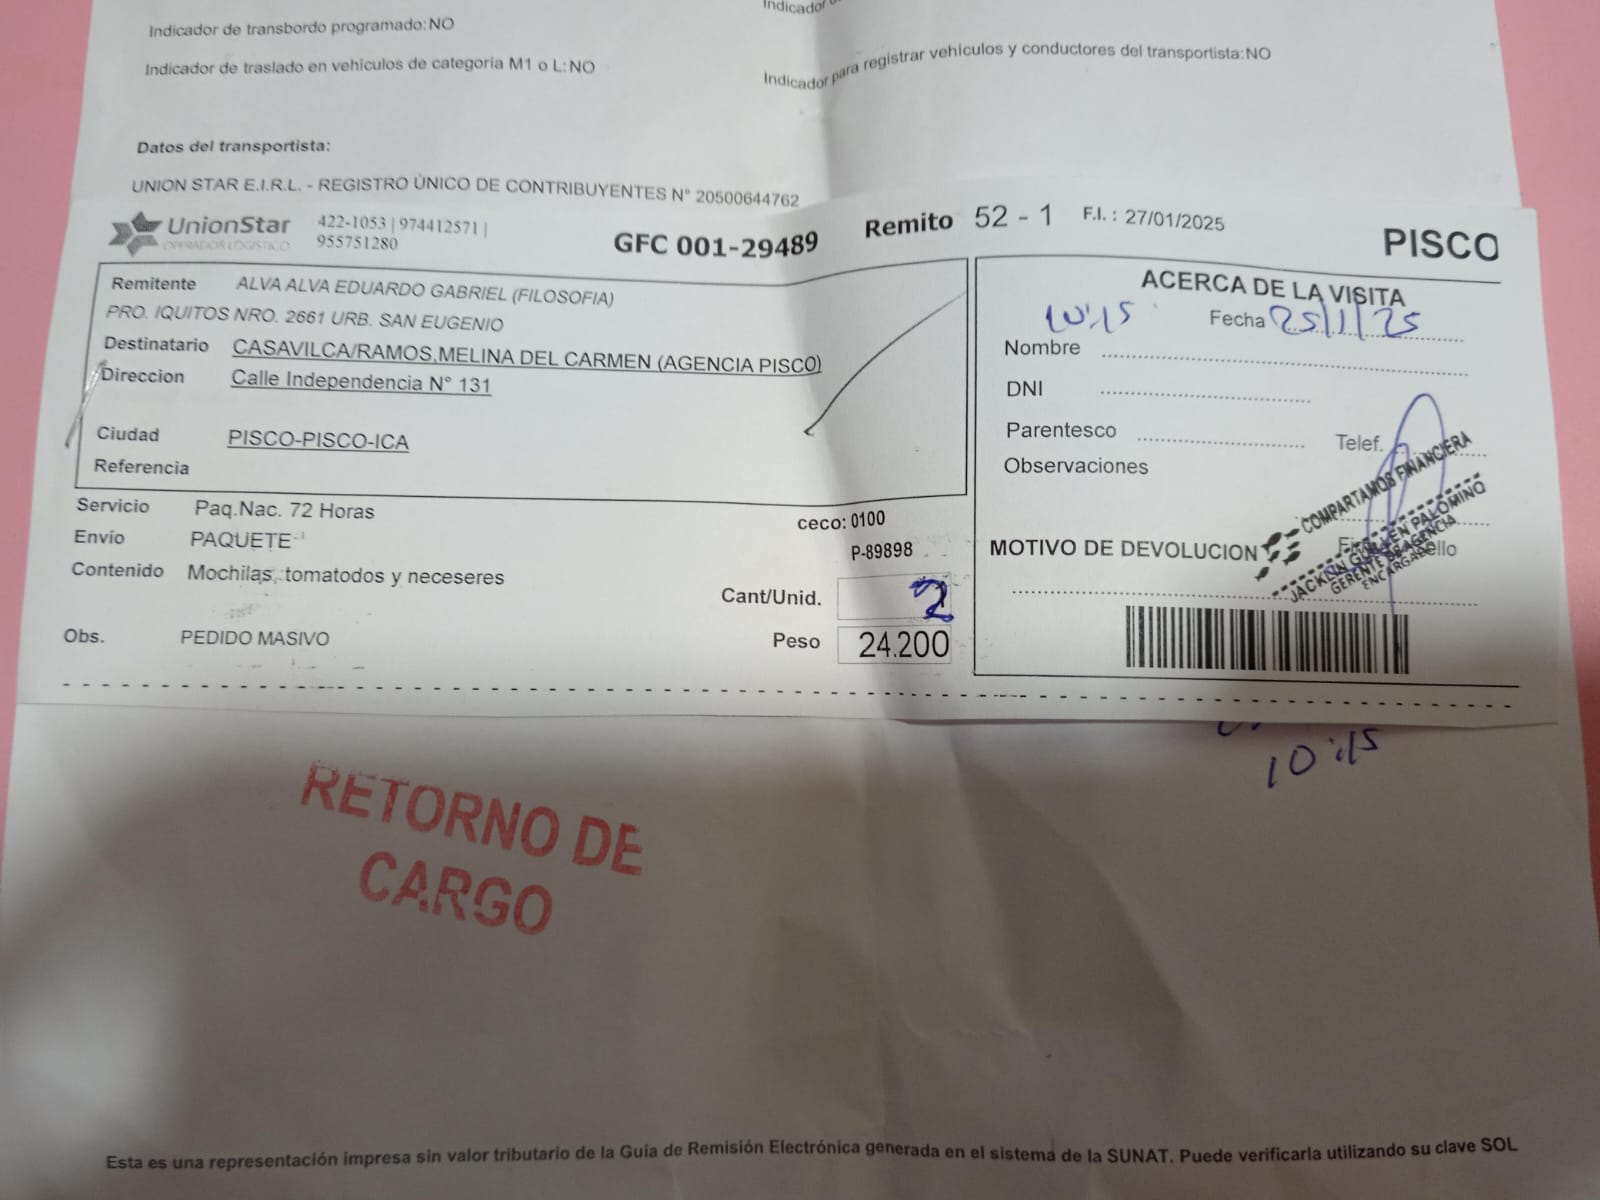 Indicador
Indicador de transbordo programado:NO
Indicador de traslado en vehículos de categoría M1 o L:NO
Indicador para registrar vehículos y conductores del transportista:NO
Datos del transportista:
UNION STAR E.I.R.L. - REGISTRO ÚNICO DE CONTRIBUYENTES N° 20500644762
UnionStar
OPERADOR LOGISTICO
422-1053 | 974412571 |
955751280
GFC 001-29489
Remito 52 - 1
F.I. : 27/01/2025
PISCO
Remitente ALVA ALVA EDUARDO GABRIEL (FILOSOFIA)
PRO. IQUITOS NRO. 2661 URB. SAN EUGENIO
Destinatario CASAVILCA/RAMOS,MELINA DEL CARMEN (AGENCIA PISCO)
Direccion Calle Independencia N° 131
Ciudad PISCO-PISCO-ICA
Referencia
Servicio Paq.Nac. 72 Horas
Envío PAQUETE
Contenido Mochilas, tomatodos y neceseres
Obs. PEDIDO MASIVO
ceco: 0100
P-89898
Cant/Unid. 2
Peso 24.200
ACERCA DE LA VISITA
10:15 Fecha 25/1/25
Nombre
DNI
Parentesco Telef.
Observaciones
COMPARTAMOS FINANCIERA
PALOMINO
GERENTE DE AGENCIA
ENCARGADO
MOTIVO DE DEVOLUCION
10:15
RETORNO DE
CARGO
Esta es una representación impresa sin valor tributario de la Guia de Remisión Electrónica generada en el sistema de la SUNAT. Puede verificarla utilizando su clave SOL